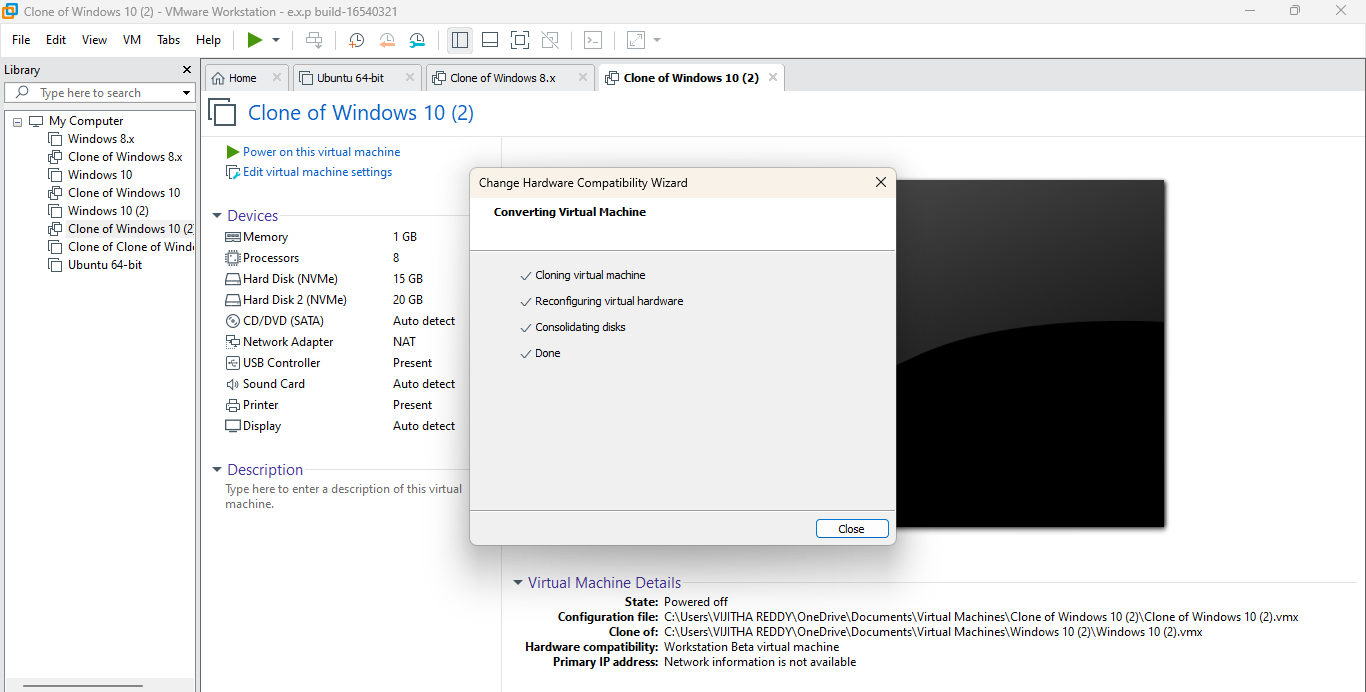 Clone of Windows 10 (2) - VMware Workstation - e.x.p build-16540321
File Edit View VM Tabs Help
Library
Type here to search
My Computer
Windows 8.x
Clone of Windows 8.x
Windows 10
Clone of Windows 10
Windows 10 (2)
Clone of Windows 10 (2)
Clone of Clone of Wind
Ubuntu 64-bit
Home
Ubuntu 64-bit
Clone of Windows 8.x
Clone of Windows 10 (2)
Clone of Windows 10 (2)
Power on this virtual machine
Edit virtual machine settings
Devices
Memory 1 GB
Processors 8
Hard Disk (NVMe) 15 GB
Hard Disk 2 (NVMe) 20 GB
CD/DVD (SATA) Auto detect
Network Adapter NAT
USB Controller Present
Sound Card Auto detect
Printer Present
Display Auto detect
Description
Type here to enter a description of this virtual
machine.
Change Hardware Compatibility Wizard
Converting Virtual Machine
Cloning virtual machine
Reconfiguring virtual hardware
Consolidating disks
Done
Close
Virtual Machine Details
State: Powered off
Configuration file: C:\Users\VIJITHA REDDY\OneDrive\Documents\Virtual Machines\Clone of Windows 10 (2)\Clone of Windows 10 (2).vmx
Clone of: C:\Users\VIJITHA REDDY\OneDrive\Documents\Virtual Machines\Windows 10 (2)\Windows 10 (2).vmx
Hardware compatibility: Workstation Beta virtual machine
Primary IP address: Network information is not available